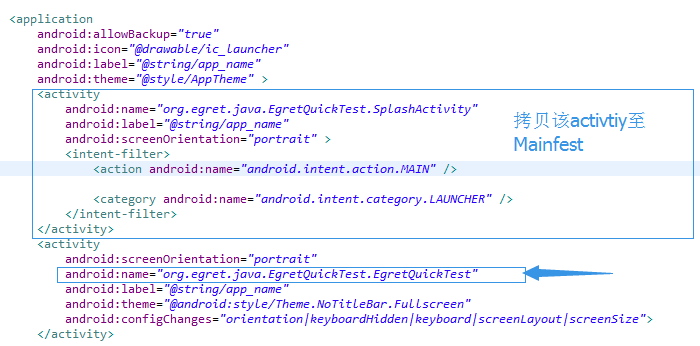 <application
android:allowBackup="true"
android:icon="@drawable/ic_launcher"
android:label="@string/app_name"
android:theme="@style/AppTheme" >
<activity
android:name="org.egret.java.EgretQuickTest.SplashActivity"
android:label="@string/app_name"
android:screenOrientation="portrait" >
<intent-filter>
<action android:name="android.intent.action.MAIN" />
<category android:name="android.intent.category.LAUNCHER" />
</intent-filter>
</activity>
拷贝该activtiy至
Mainfest
<activity
android:screenOrientation="portrait"
android:name="org.egret.java.EgretQuickTest.EgretQuickTest"
android:label="@string/app_name"
android:theme="@android:style/Theme.NoTitleBar.Fullscreen"
android:configChanges="orientation|keyboardHidden|keyboard|screenLayout|screenSize">
</activity>